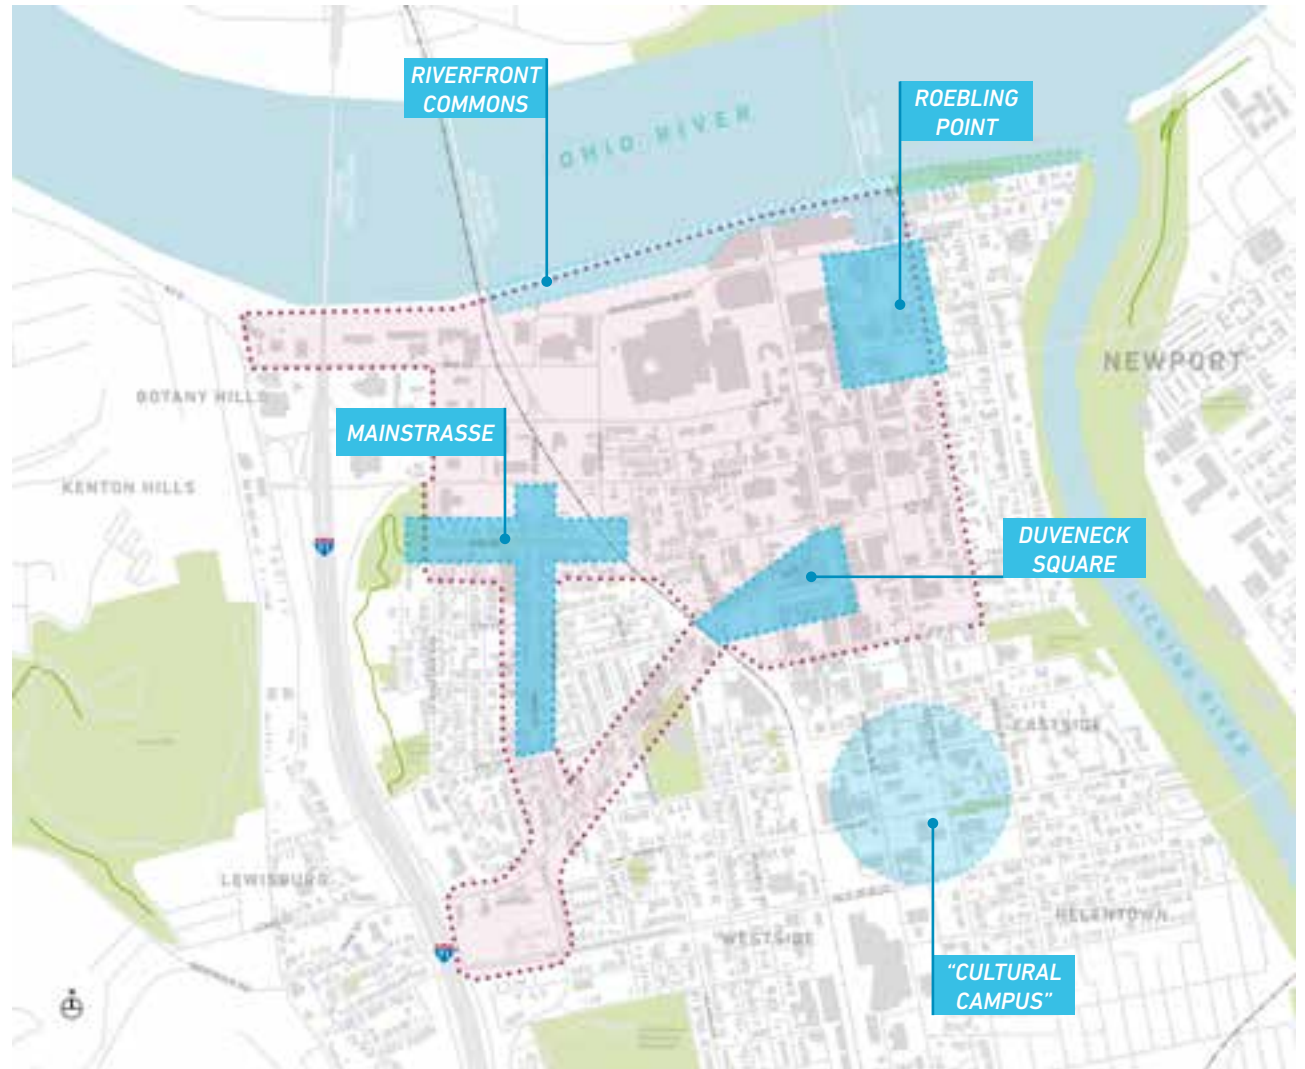 RIVERFRONT
COMMONS
ROEBLING
POINT
OHIO RIVER
NEWPORT
BOTANY HILLS
MAINSTRASSE
KENTON HILLS
DUVENECK
SQUARE
LICKING RIVER
EASTSIDE
LEWISBURG
HELENTOWN
WESTSIDE
"CULTURAL
CAMPUS"